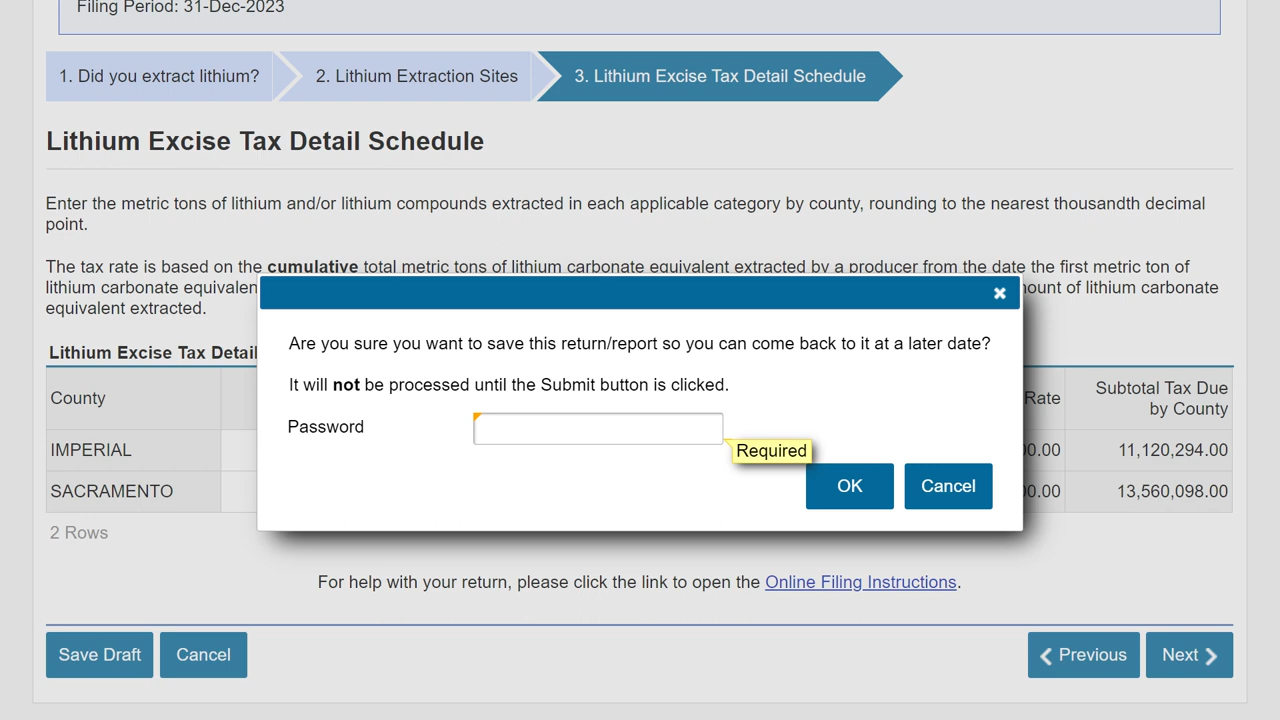 Filing Period: 31-Dec-2023
1. Did you extract lithium?
2. Lithium Extraction Sites
3. Lithium Excise Tax Detail Schedule
Lithium Excise Tax Detail Schedule
Enter the metric tons of lithium and/or lithium compounds extracted in each applicable category by county, rounding to the nearest thousandth decimal
point.
The tax rate is based on the cumulative total metric tons of lithium carbonate equivalent extracted by a producer from the date the first metric ton of
lithium carbonate equivalen
ount of lithium carbonate
equivalent extracted.
Are you sure you want to save this return/report so you can come back to it at a later date?
It will not be processed until the Submit button is clicked.
Password
Required
OK
Cancel
Lithium Excise Tax Detail
County
Rate
Subtotal Tax Due
by County
IMPERIAL
00.00
11,120,294.00
SACRAMENTO
00.00
13,560,098.00
2 Rows
For help with your return, please click the link to open the Online Filing Instructions.
Save Draft
Cancel
Previous
Next